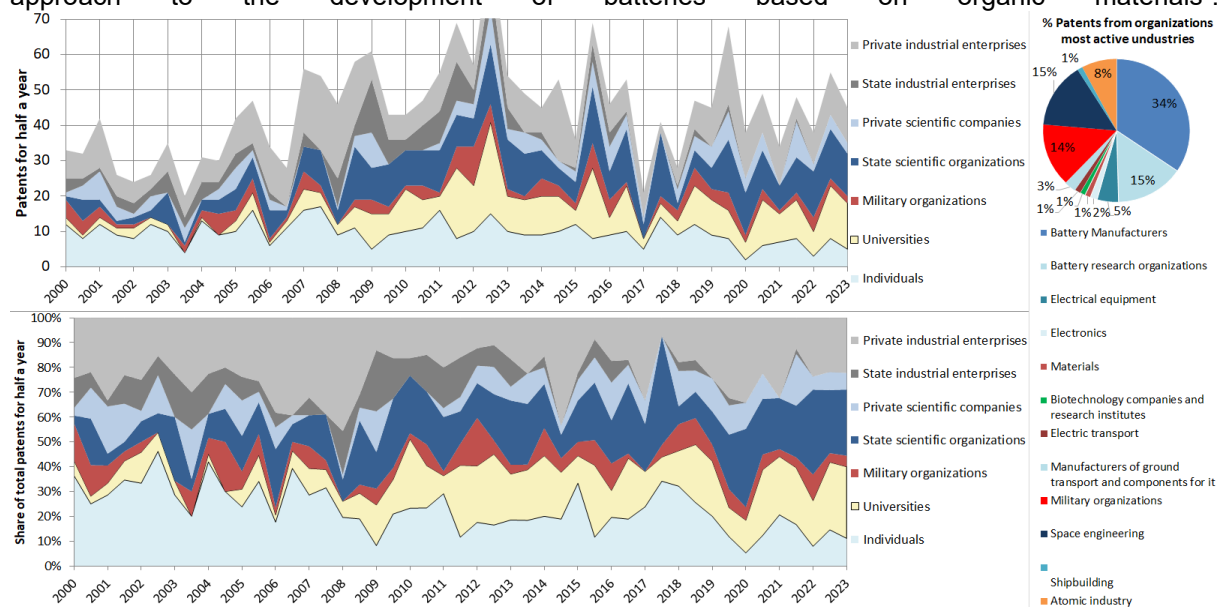 approach to the development of batteries based on organic materials .
70
60
50
40
30
20
10
0
Patents for half a year
2000 2001 2002 2003 2004 2005 2006 2007 2008 2009 2010 2011 2012 2013 2014 2015 2016 2017 2018 2019 2020 2021 2022 2023
Private industrial enterprises
State industrial enterprises
Private scientific companies
State scientific organizations
Military organizations
Universities
Individuals
100%
90%
80%
70%
60%
50%
40%
30%
20%
10%
0%
Share of total patents for half a year
2000 2001 2002 2003 2004 2005 2006 2007 2008 2009 2010 2011 2012 2013 2014 2015 2016 2017 2018 2019 2020 2021 2022 2023
Private industrial enterprises
State industrial enterprises
Private scientific companies
State scientific organizations
Military organizations
Universities
Individuals
% Patents from organizations
most active undustries
1%
8%
15%
34%
14%
15%
3%
1%
1%
1%
2%
5%
Battery Manufacturers
Battery research organizations
Electrical equipment
Electronics
Materials
Biotechnology companies and
research institutes
Electric transport
Manufacturers of ground
transport and components for it
Military organizations
Space engineering
Shipbuilding
Atomic industry